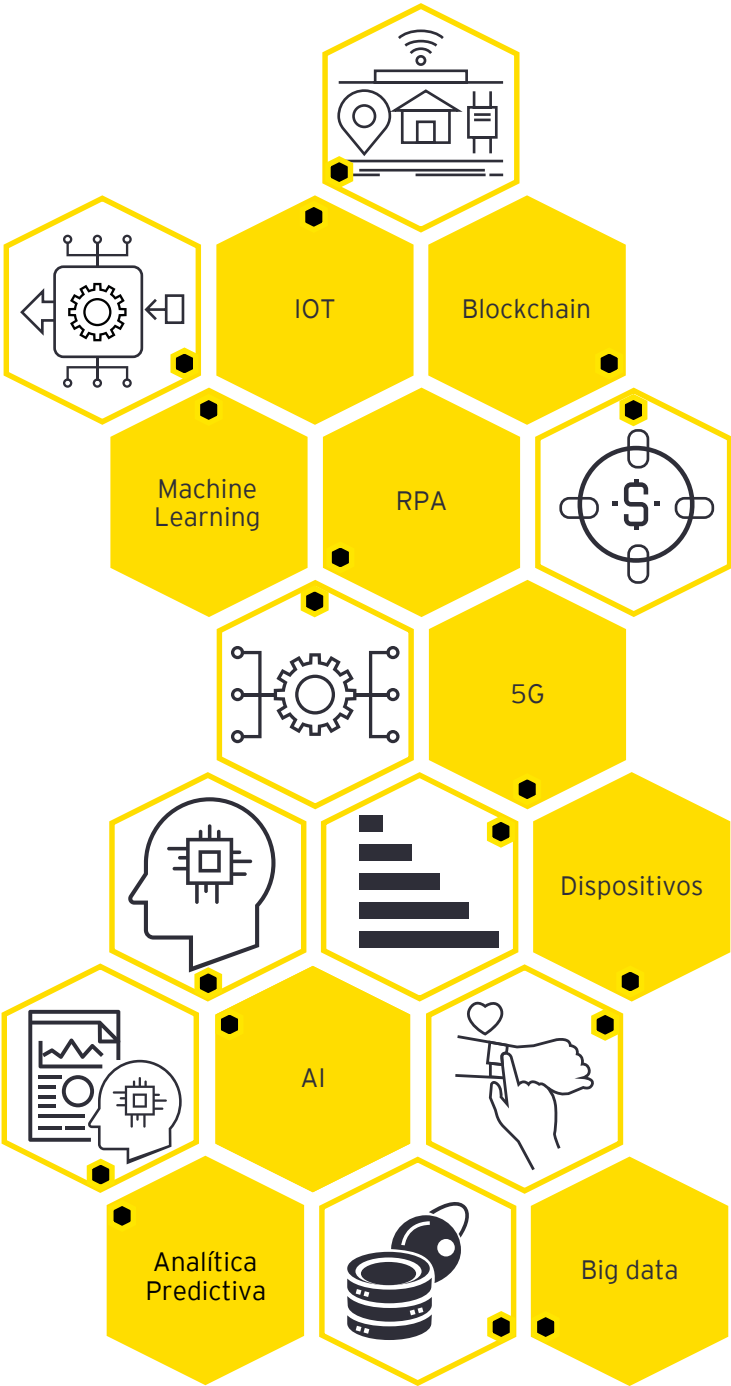 IOT
Blockchain
Machine
Learning
RPA
5G
Dispositivos
AI
Analítica
Predictiva
Big data